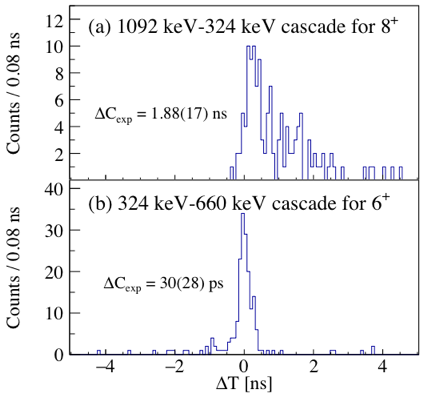 12
10
8
6
4
2
Counts / 0.08 ns
(a) 1092 keV-324 keV cascade for 8⁺
ΔC_exp = 1.88(17) ns
40
30
20
10
0
Counts / 0.08 ns
(b) 324 keV-660 keV cascade for 6⁺
ΔC_exp = 30(28) ps
−4 −2 0 2 4
ΔT [ns]